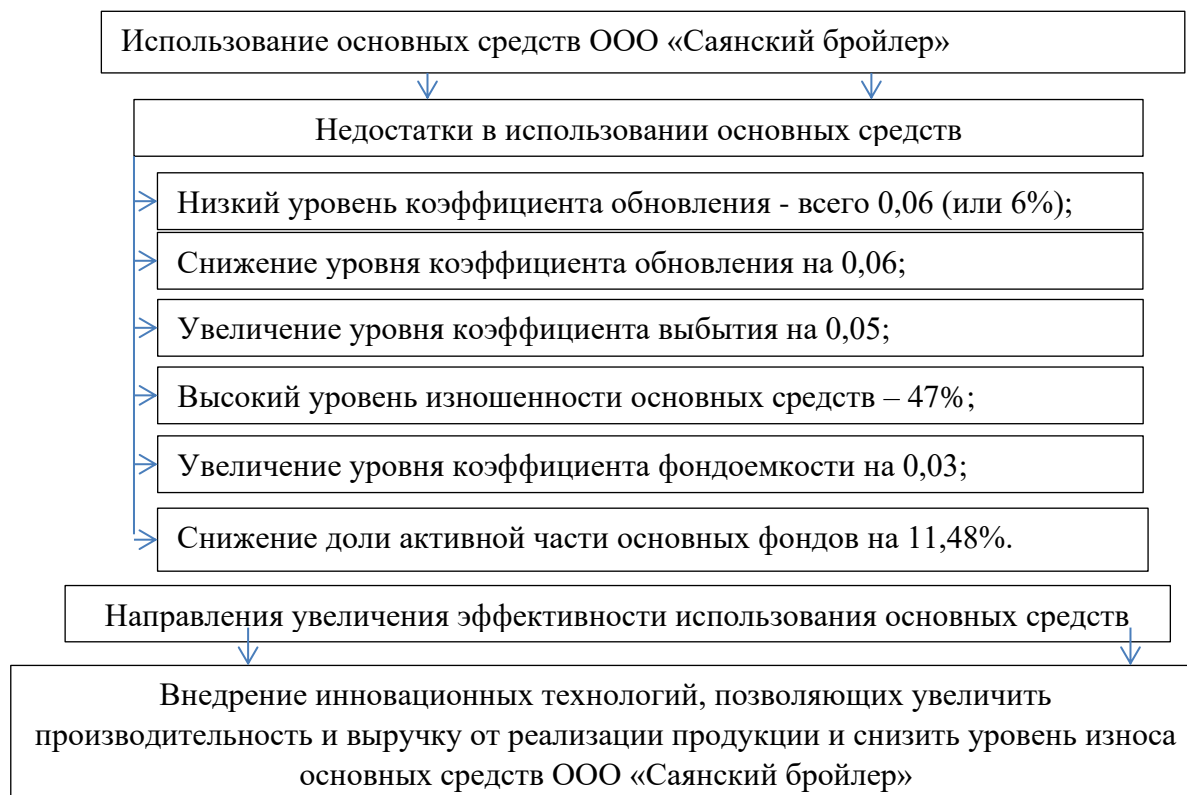 Использование основных средств ООО «Саянский бройлер»
Недостатки в использовании основных средств
Низкий уровень коэффициента обновления - всего 0,06 (или 6%);
Снижение уровня коэффициента обновления на 0,06;
Увеличение уровня коэффициента выбытия на 0,05;
Высокий уровень изношенности основных средств – 47%;
Увеличение уровня коэффициента фондоемкости на 0,03;
Снижение доли активной части основных фондов на 11,48%.
Направления увеличения эффективности использования основных средств
Внедрение инновационных технологий, позволяющих увеличить
производительность и выручку от реализации продукции и снизить уровень износа
основных средств ООО «Саянский бройлер»